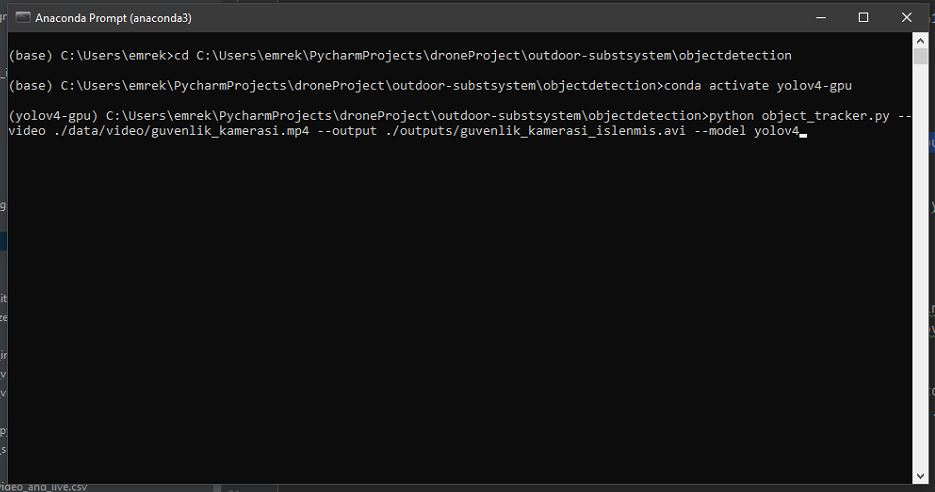 Anaconda Prompt (anaconda3)
(base) C:\Users\emrek>cd C:\Users\emrek\PycharmProjects\droneProject\outdoor-substsystem\objectdetection
(base) C:\Users\emrek\PycharmProjects\droneProject\outdoor-substsystem\objectdetection>conda activate yolov4-gpu
(yolov4-gpu) C:\Users\emrek\PycharmProjects\droneProject\outdoor-substsystem\objectdetection>python object_tracker.py --
video ./data/video/guvenlik_kamerasi.mp4 --output ./outputs/guvenlik_kamerasi_islenmis.avi --model yolov4
video_and_live.csv